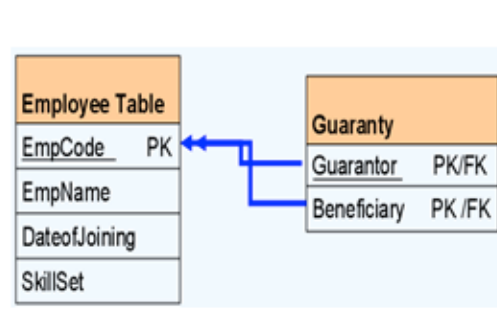 Employee Table
EmpCode PK
EmpName
DateofJoining
SkillSet
Guaranty
Guarantor PK/FK
Beneficiary PK /FK